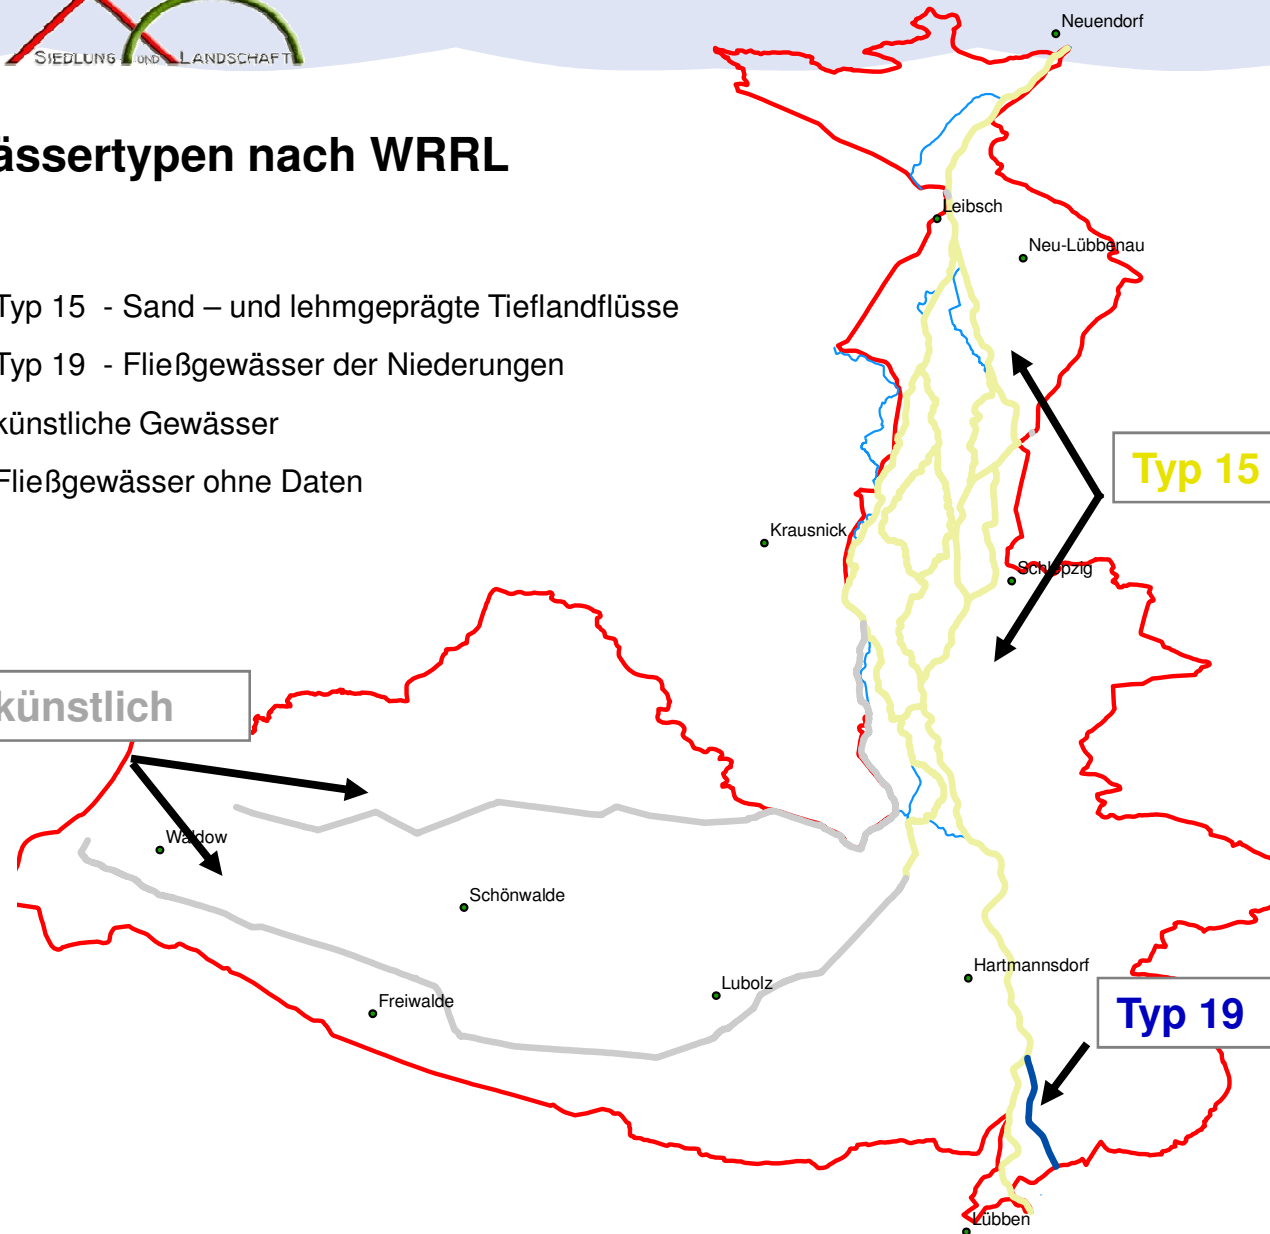 SIEDLUNG UND LANDSCHAFT
Neuendorf
ässertypen nach WRRL
Leibsch
Neu-Lübbenau
Typ 15 - Sand – und lehmgeprägte Tieflandflüsse
Typ 19 - Fließgewässer der Niederungen
künstliche Gewässer
Fließgewässer ohne Daten
Typ 15
Krausnick
Schlepzig
künstlich
Waldow
Schönwalde
Hartmannsdorf
Lubolz
Freiwalde
Typ 19
Lübben